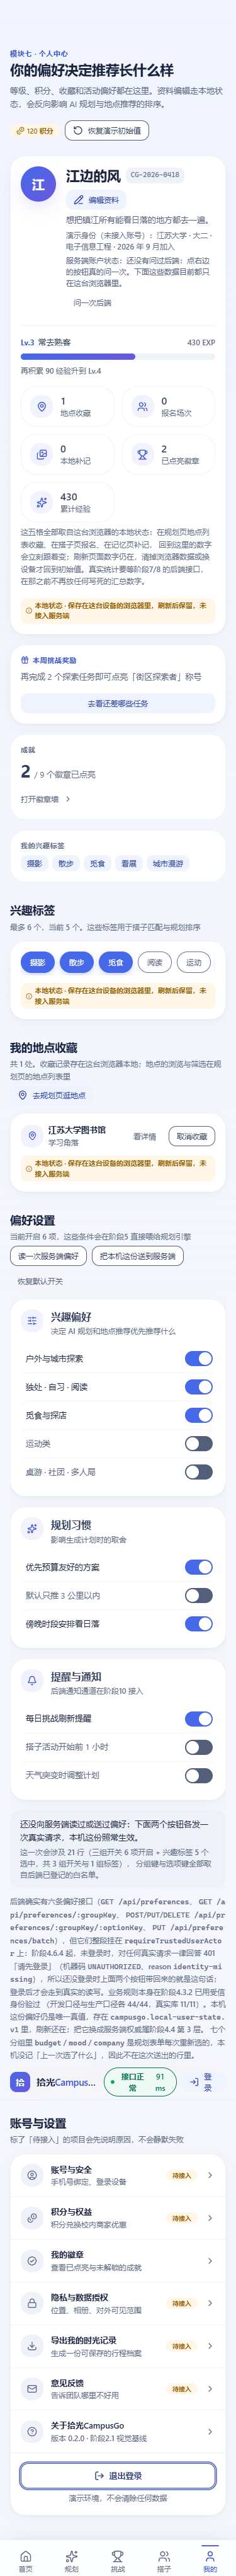 模块七 · 个人中心
你的偏好决定推荐长什么样
等级、积分、收藏和活动偏好都在这里。资料编辑走本地状
态，会反向影响 AI 规划与地点推荐的排序。
120 积分
恢复演示初始值
江
江边的风
CG-2026-0418
编辑资料
想把镇江所有能看日落的地方都去一遍。
演示身份（未接入账号）：江苏大学 · 大二 ·
电子信息工程 · 2026 年 9 月加入
服务端账户状态：还没有问过后端；点右边
的按钮真的问一次。下面这些数据目前都只
在这台浏览器里。
问一次后端
Lv.3 常去熟客
430 EXP
再积累 90 经验升到 Lv.4
1
地点收藏
0
报名场次
0
本地补记
2
已点亮徽章
430
累计经验
这五格全部取自这台浏览器的本地状态：在规划页地点列
表收藏、在搭子页报名、在记忆页补记，回到这里的数字
会立刻跟着变；刷新页面数字仍在，清掉浏览器数据或换
设备才回到初始值。真实统计要等阶段7/8 的后端接口，
在那之前不再放任何写死的汇总数字。
本地状态 · 保存在这台设备的浏览器里，刷新后保留，未
接入服务端
本周挑战奖励
再完成 2 个探索任务即可点亮「街区探索者」称号
去看还差哪些任务
成就
2 / 9 个徽章已点亮
打开徽章墙
我的兴趣标签
摄影
散步
觅食
看展
城市漫游
兴趣标签
最多 6 个，当前 5 个。这些标签用于搭子匹配与规划排序
摄影
散步
觅食
阅读
运动
本地状态 · 保存在这台设备的浏览器里，刷新后保留，未
接入服务端
我的地点收藏
共 1 处。收藏记录存在这台浏览器本地；地点的浏览与筛选在规
划页的地点列表里
去规划页逛地点
江苏大学图书馆
学习角落
看详情
取消收藏
本地状态 · 保存在这台设备的浏览器里，刷新后保留，未
接入服务端
偏好设置
当前开启 6 项，这些条件会在阶段5 直接喂给规划引擎
读一次服务端偏好
把本机这份送到服务端
恢复默认开关
兴趣偏好
决定 AI 规划和地点推荐优先推荐什么
户外与城市探索
独处 · 自习 · 阅读
觅食与探店
运动类
桌游 · 社团 · 多人局
规划习惯
影响生成计划时的取舍
优先预算友好的方案
默认只推 3 公里以内
傍晚时段安排看日落
提醒与通知
后端通知通道在阶段10 接入
每日挑战刷新提醒
搭子活动开始前 1 小时
天气突变时调整计划
还没向服务端读过或送过偏好：下面两个按钮各发一
次真实请求，本机这份照常生效。
这一次会涉及 21 行（三组开关 6 项开启 + 兴趣标签 5 个
选中，共 3 组开关与 1 组标签），分组键与选项键全部取
自后端已登记的白名单。
后端确实有六条偏好接口（GET /api/preferences、GET /a
pi/preferences/:groupKey、POST/PUT/DELETE /api/pr
eferences/:groupKey/:optionKey、PUT /api/prefere
nces/batch），但它们整段挂在 requireTrustedUserActo
r 上：阶段4.6.4 起，未登录时，对任何真实请求一律回答 401
「请先登录」（机器码 UNAUTHORIZED、reason identity-mi
ssing），所以还没登录时上面两个按钮带回来的就是这句话；
登录后才会走到真实的读写。业务规则本身在阶段4.3.2 已用受信
身份验过（开发口径与生产口径各 44/44、真实库 11/11）。本机
这份偏好仍是唯一真值，存在 campusgo.local-user-state.
v1 里，刷新还在；把它换成服务端权威属阶段4.4 第 3 层。 七个
分组里 budget / mood / company 是规划表单每次重新选的，本
机没记「上一次选了什么」，因此不在这次送出的行里。
拾
拾光Campus...
接口正常
91 ms
登录
账号与设置
标了「待接入」的项目会先说明原因，不会静默失败
账号与安全
手机号绑定、登录设备
待接入
积分与权益
积分兑换校内商家优惠
待接入
我的徽章
查看已点亮与未解锁的成就
隐私与数据授权
位置、相册、对外可见范围
待接入
导出我的时光记录
生成一份可保存的行程档案
待接入
意见反馈
告诉团队哪里不好用
待接入
关于拾光CampusGo
版本 0.2.0 · 阶段2.1 视觉基线
退出登录
演示环境，不会清除任何数据
首页
规划
挑战
搭子
我的